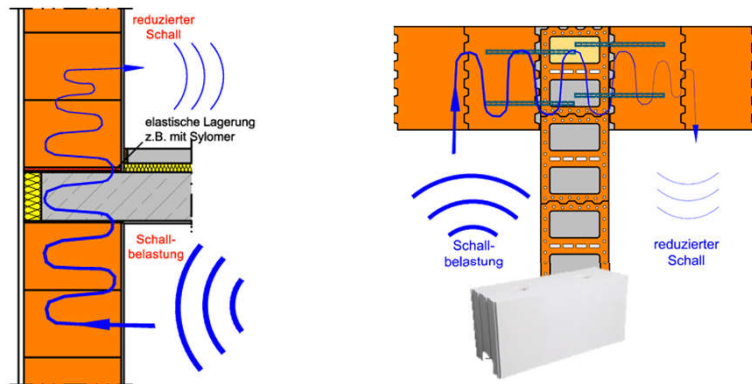 reduzierter
Schall
elastische Lagerung
z.B. mit Sylomer
Schall-
belastung
Schall-
belastung
reduzierter
Schall